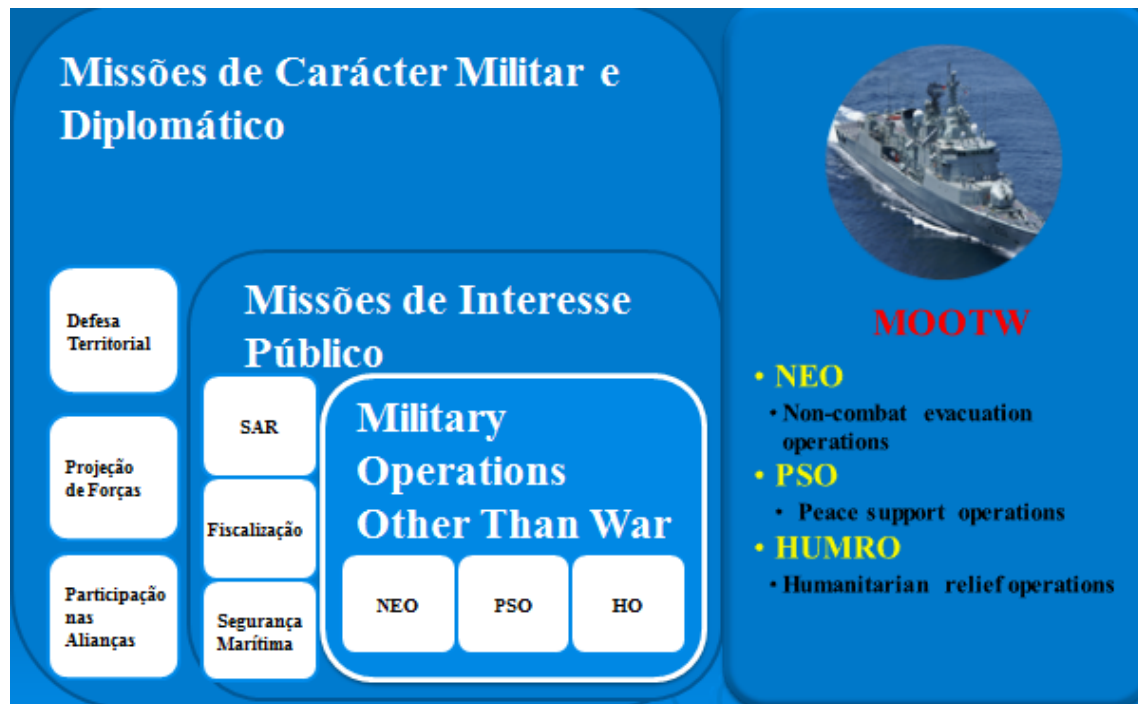 Missões de Carácter Militar e
Diplomático
Defesa
Territorial
Projeção
de Forças
Participação
nas
Alianças
Missões de Interesse
Público
SAR
Fiscalização
Segurança
Marítima
Military
Operations
Other Than War
NEO
PSO
HO
MOOTW
• NEO
• Non-combat evacuation
operations
• PSO
• Peace support operations
• HUMRO
• Humanitarian relief operations